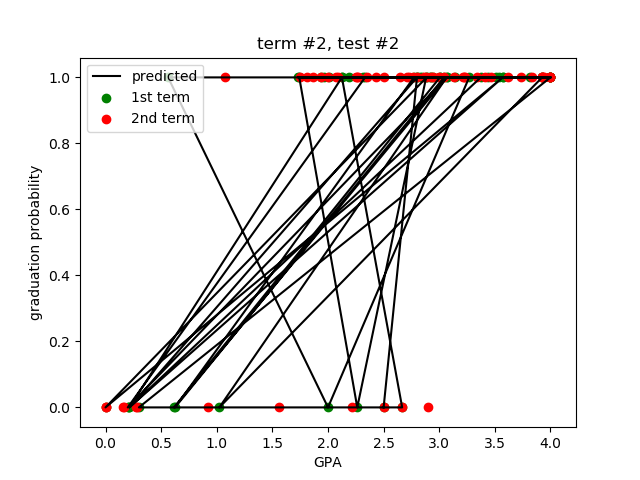 term #2, test #2
predicted
1st term
2nd term
graduation probability
1.0
0.8
0.6
0.4
0.2
0.0
0.0 0.5 1.0 1.5 2.0 2.5 3.0 3.5 4.0
GPA